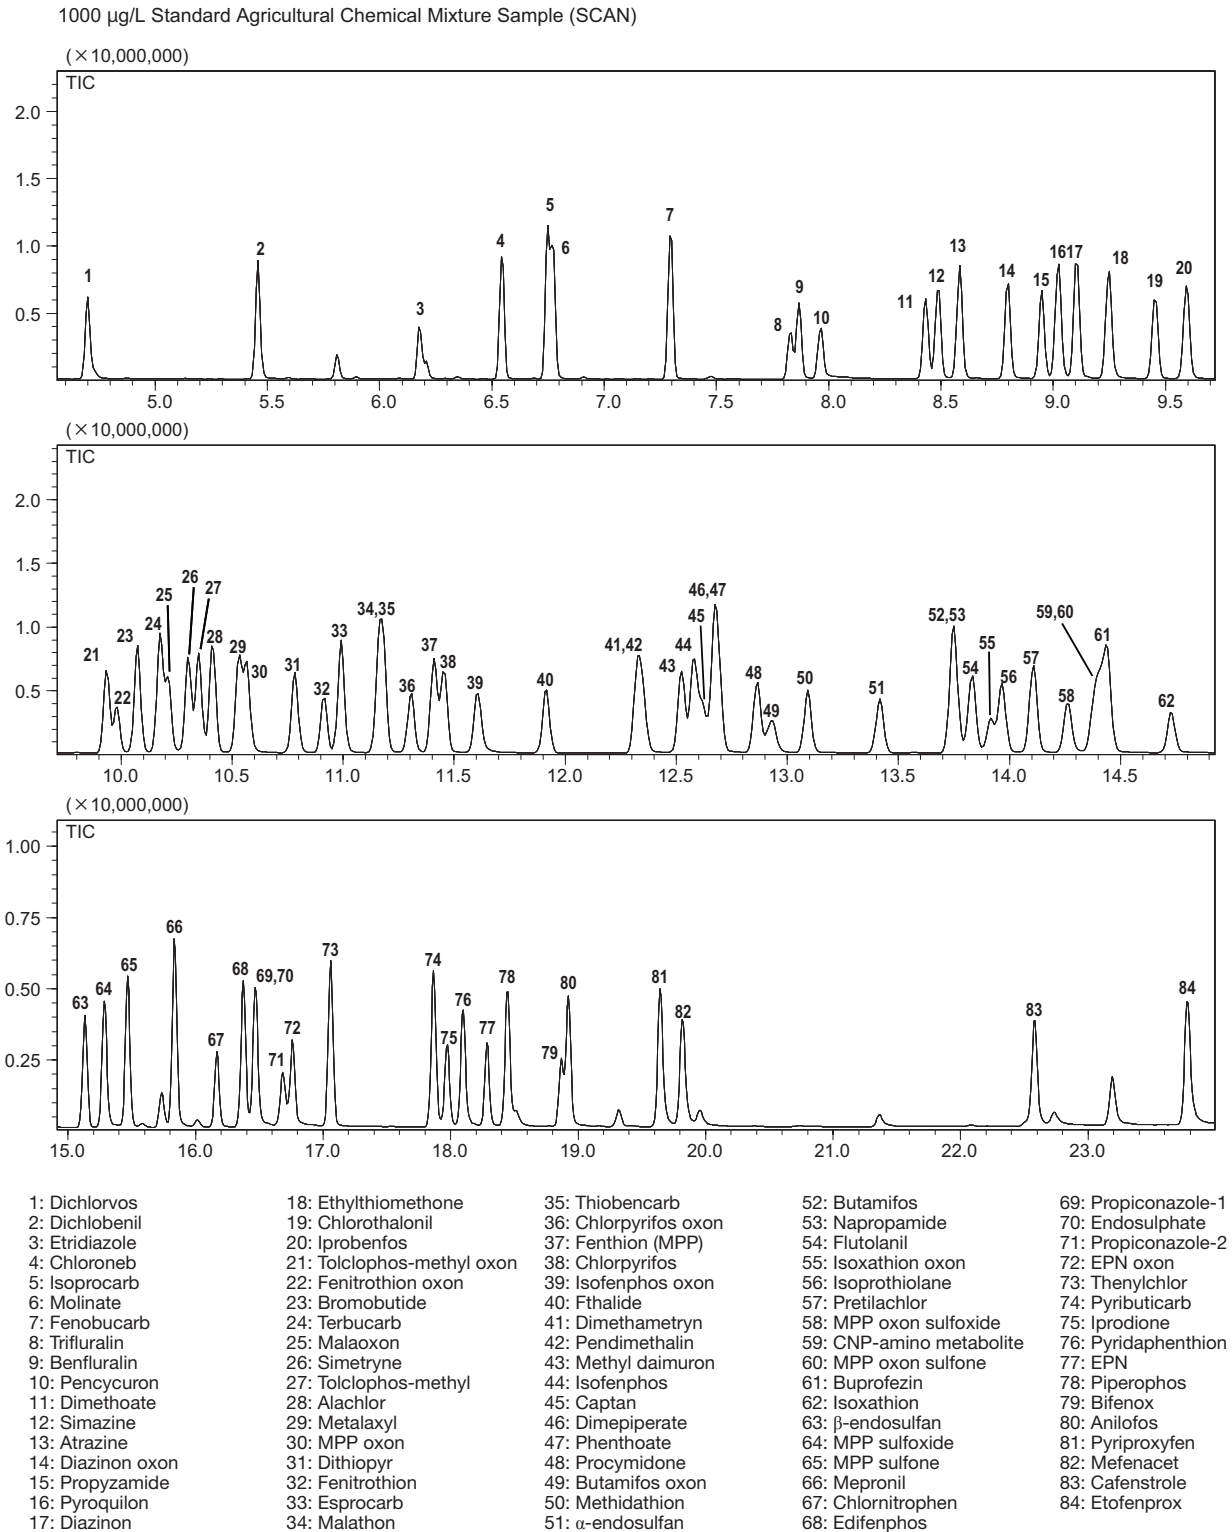 1000 µg/L Standard Agricultural Chemical Mixture Sample (SCAN)
(×10,000,000)
TIC
2.0
1.5
1.0
0.5
1
2
3
4
5
6
7
8
9
10
11
12
13
14
15
16 17
18
19
20
5.0 5.5 6.0 6.5 7.0 7.5 8.0 8.5 9.0 9.5
(×10,000,000)
TIC
2.0
1.5
1.0
0.5
21
22
23
24
25
26
27
28
29
30
31
32
33
34,35
36
37
38
39
40
41,42
43
44
45
46,47
48
49
50
51
52,53
54
55
56
57
58
59,60
61
62
10.0 10.5 11.0 11.5 12.0 12.5 13.0 13.5 14.0 14.5
(×10,000,000)
TIC
1.00
0.75
0.50
0.25
63
64
65
66
67
68
69,70
71
72
73
74
75
76
77
78
79
80
81
82
83
84
15.0 16.0 17.0 18.0 19.0 20.0 21.0 22.0 23.0
1: Dichlorvos
2: Dichlobenil
3: Etridiazole
4: Chloroneb
5: Isoprocarb
6: Molinate
7: Fenobucarb
8: Trifluralin
9: Benfluralin
10: Pencycuron
11: Dimethoate
12: Simazine
13: Atrazine
14: Diazinon oxon
15: Propyzamide
16: Pyroquilon
17: Diazinon
18: Ethylthiomethone
19: Chlorothalonil
20: Iprobenfos
21: Tolclophos-methyl oxon
22: Fenitrothion oxon
23: Bromobutide
24: Terbucarb
25: Malaoxon
26: Simetryne
27: Tolclophos-methyl
28: Alachlor
29: Metalaxyl
30: MPP oxon
31: Dithiopyr
32: Fenitrothion
33: Esprocarb
34: Malathon
35: Thiobencarb
36: Chlorpyrifos oxon
37: Fenthion (MPP)
38: Chlorpyrifos
39: Isofenphos oxon
40: Fthalide
41: Dimethametryn
42: Pendimethalin
43: Methyl daimuron
44: Isofenphos
45: Captan
46: Dimepiperate
47: Phenthoate
48: Procymidone
49: Butamifos oxon
50: Methidathion
51: α-endosulfan
52: Butamifos
53: Napropamide
54: Flutolanil
55: Isoxathion oxon
56: Isoprothiolane
57: Pretilachlor
58: MPP oxon sulfoxide
59: CNP-amino metabolite
60: MPP oxon sulfone
61: Buprofezin
62: Isoxathion
63: β-endosulfan
64: MPP sulfoxide
65: MPP sulfone
66: Mepronil
67: Chlornitrophen
68: Edifenphos
69: Propiconazole-1
70: Endosulphate
71: Propiconazole-2
72: EPN oxon
73: Thenylchlor
74: Pyributicarb
75: Iprodione
76: Pyridaphenthion
77: EPN
78: Piperophos
79: Bifenox
80: Anilofos
81: Pyriproxyfen
82: Mefenacet
83: Cafenstrole
84: Etofenprox